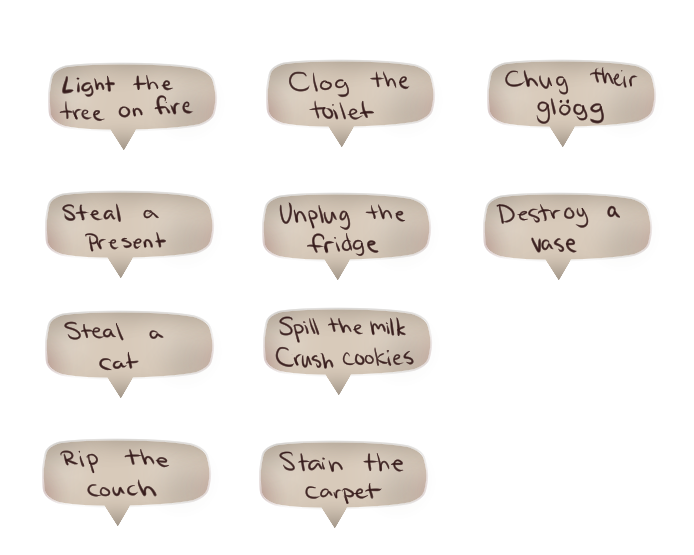 Light the
tree on fire
Clog the
toilet
Chug their
glögg
Steal a
Present
Unplug the
fridge
Destroy a
vase
Steal a
cat
Spill the milk
Crush cookies
Rip the
couch
Stain the
carpet